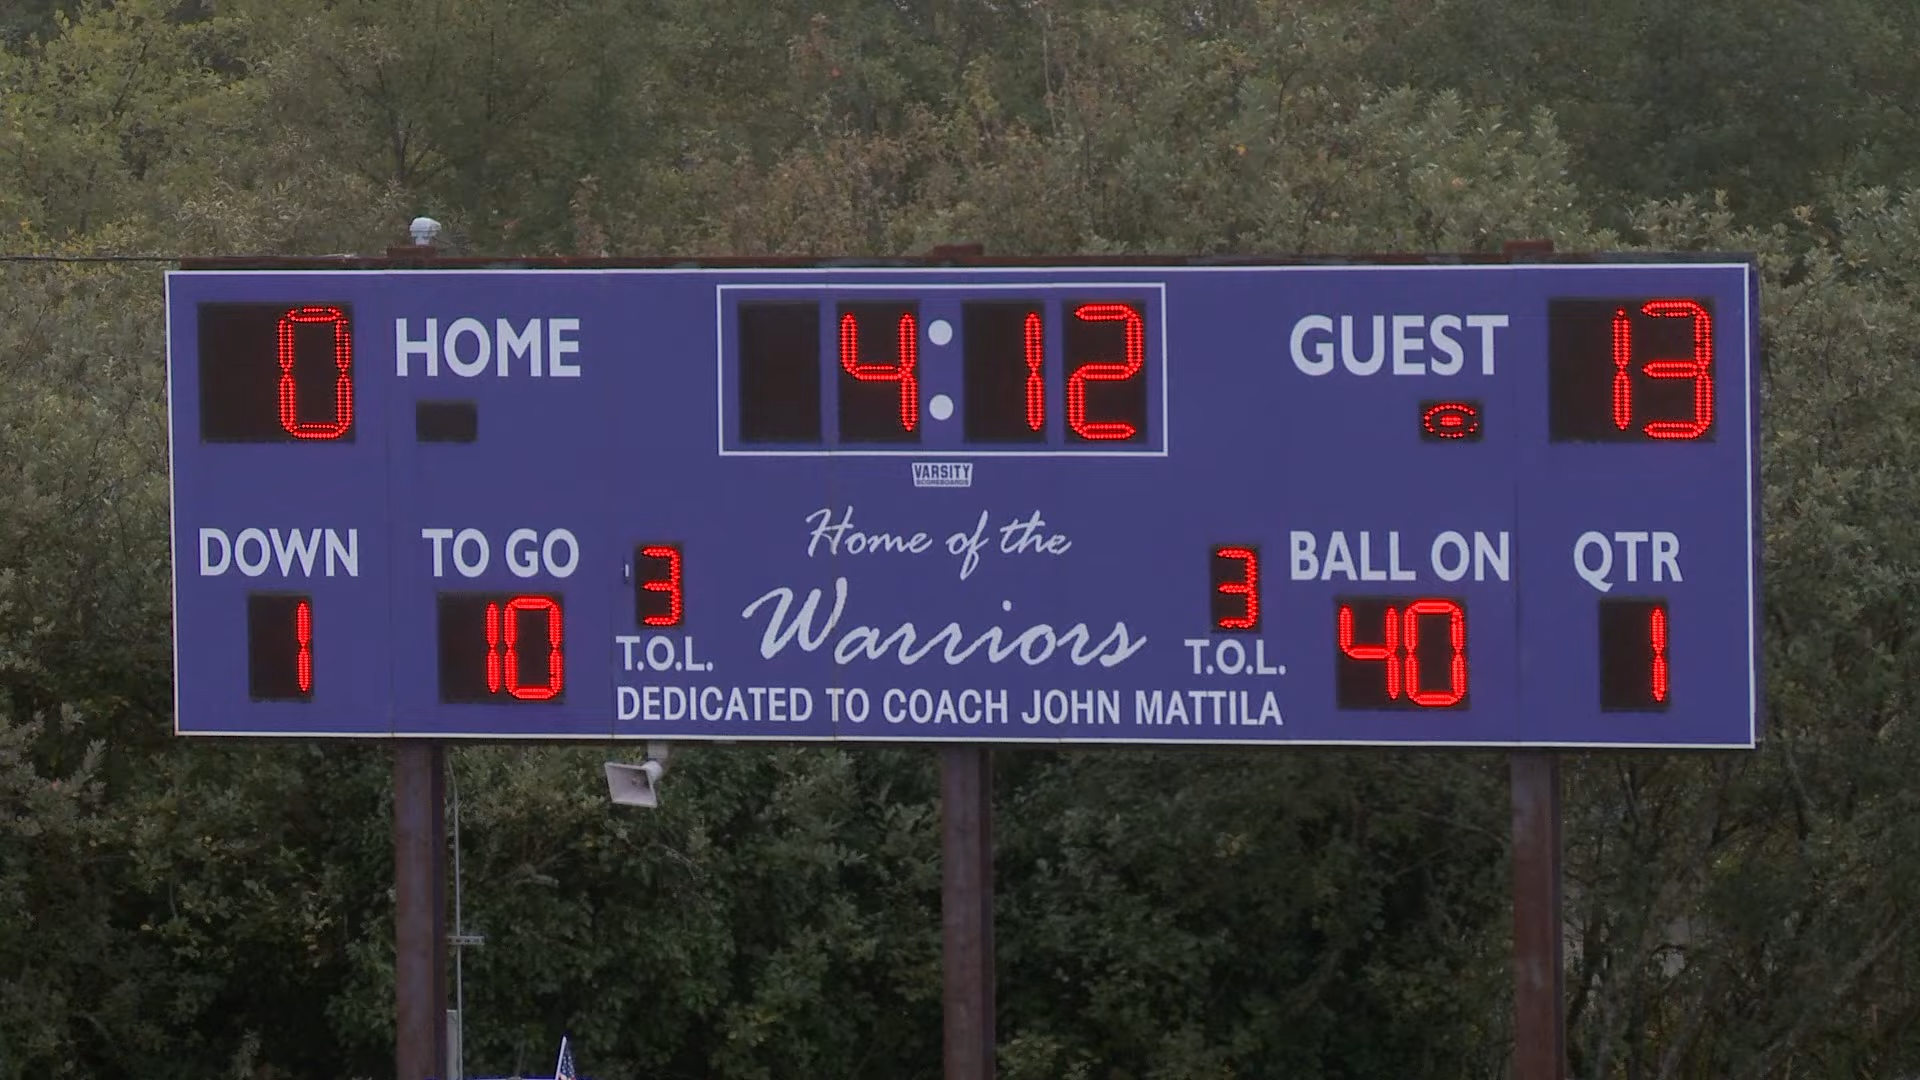 0 HOME 4:12 GUEST 13
VARSITY
SCOREBOARDS
Home of the
Warriors
DOWN TO GO 3 3 BALL ON QTR
1 10 T.O.L. T.O.L. 40 1
DEDICATED TO COACH JOHN MATTILA